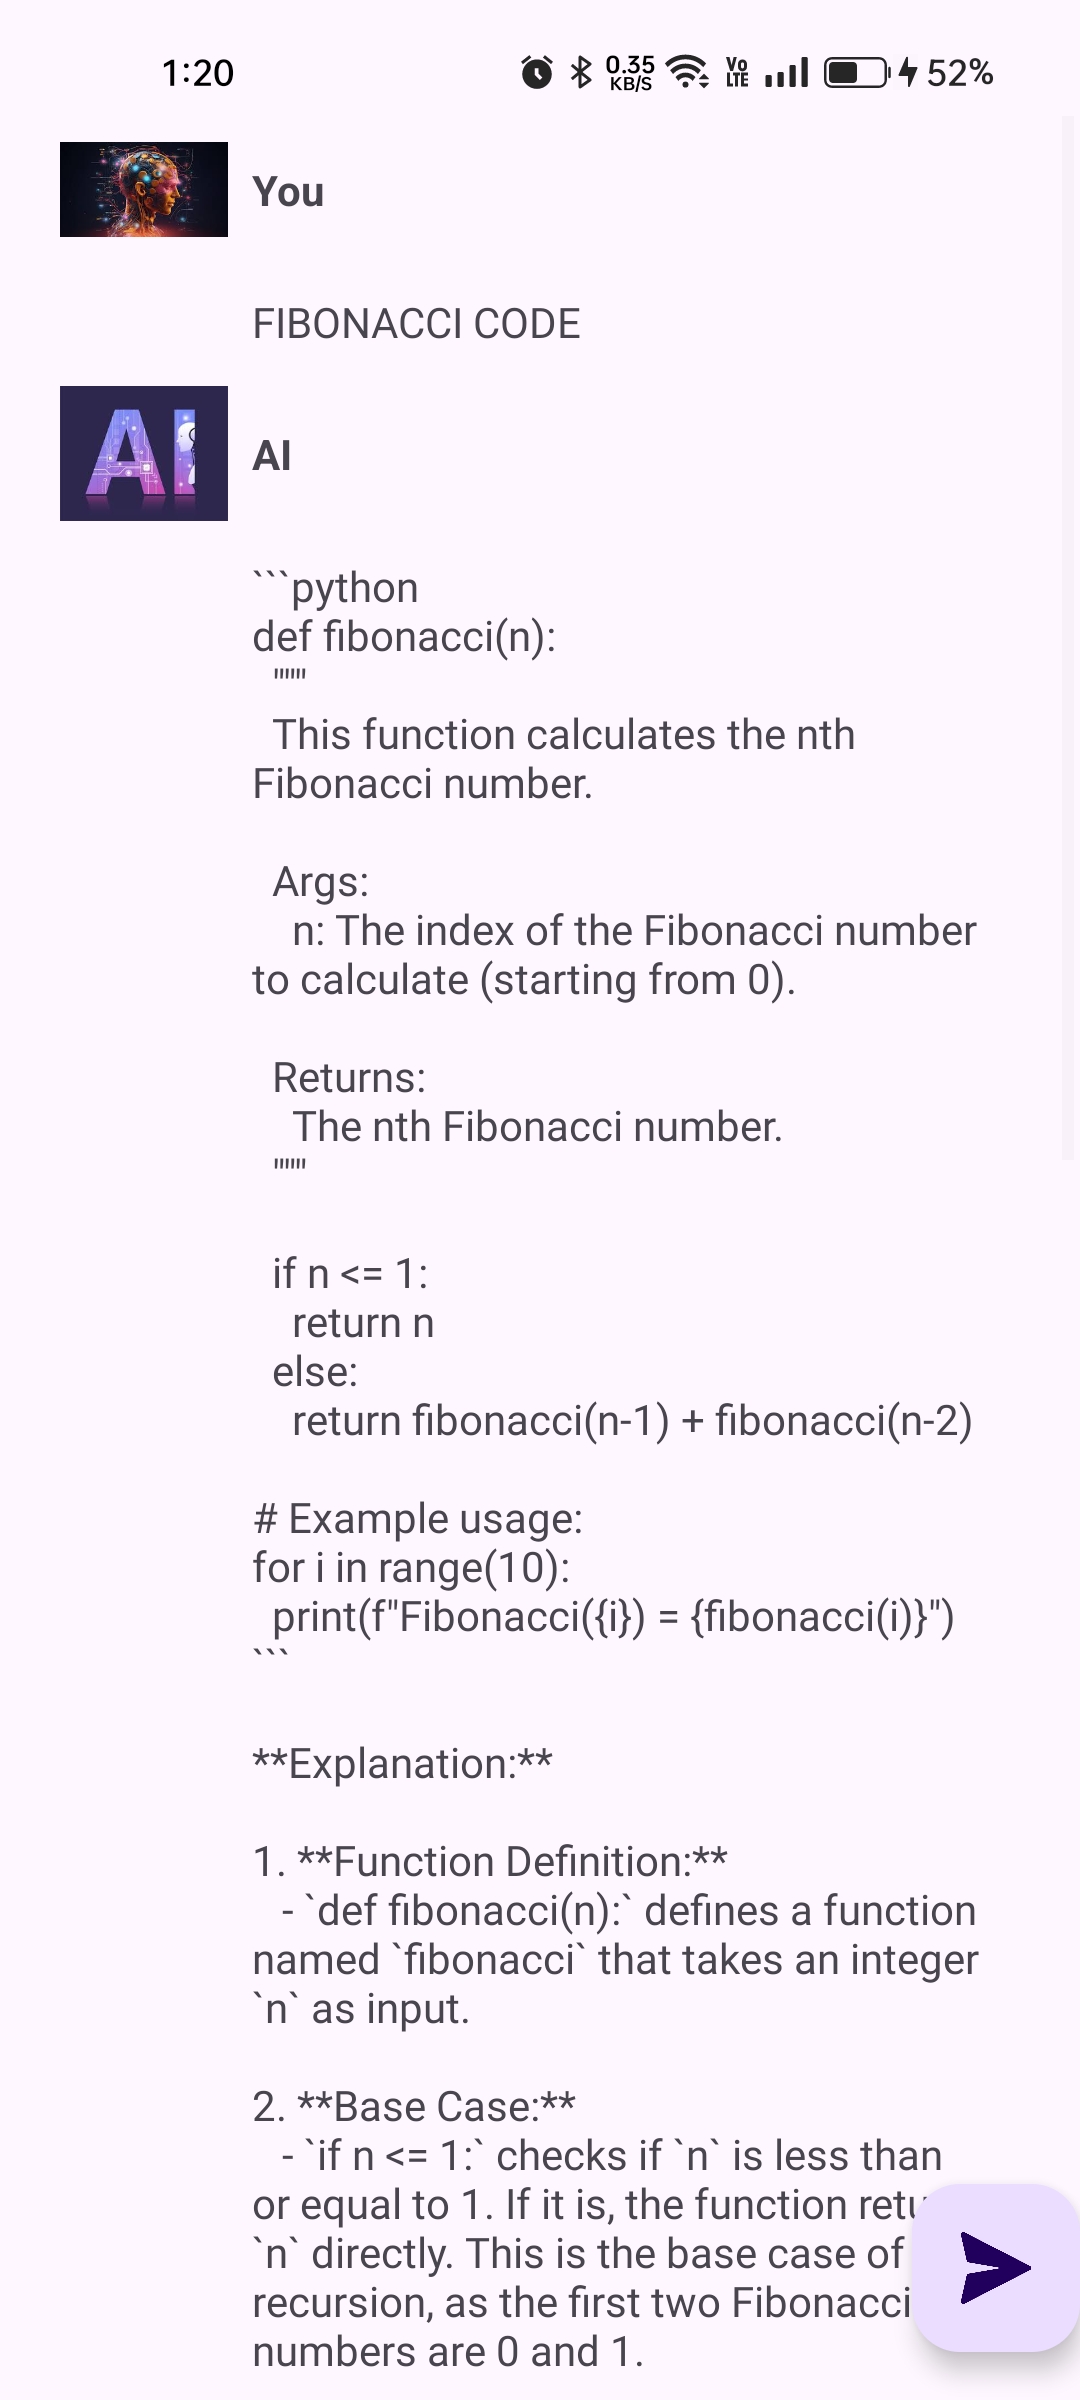 1:20
0.35
KB/S
Vo
LTE
52%
You
FIBONACCI CODE
AI
AI
```python
def fibonacci(n):
  """
  This function calculates the nth
Fibonacci number.

  Args:
    n: The index of the Fibonacci number
to calculate (starting from 0).

  Returns:
    The nth Fibonacci number.
  """

  if n <= 1:
    return n
  else:
    return fibonacci(n-1) + fibonacci(n-2)

# Example usage:
for i in range(10):
  print(f"Fibonacci({i}) = {fibonacci(i)}")
```

**Explanation:**

1. **Function Definition:**
   - `def fibonacci(n):` defines a function
named `fibonacci` that takes an integer
`n` as input.

2. **Base Case:**
   - `if n <= 1:` checks if `n` is less than
or equal to 1. If it is, the function
`n` directly. This is the base case of
recursion, as the first two Fibonacci
numbers are 0 and 1.